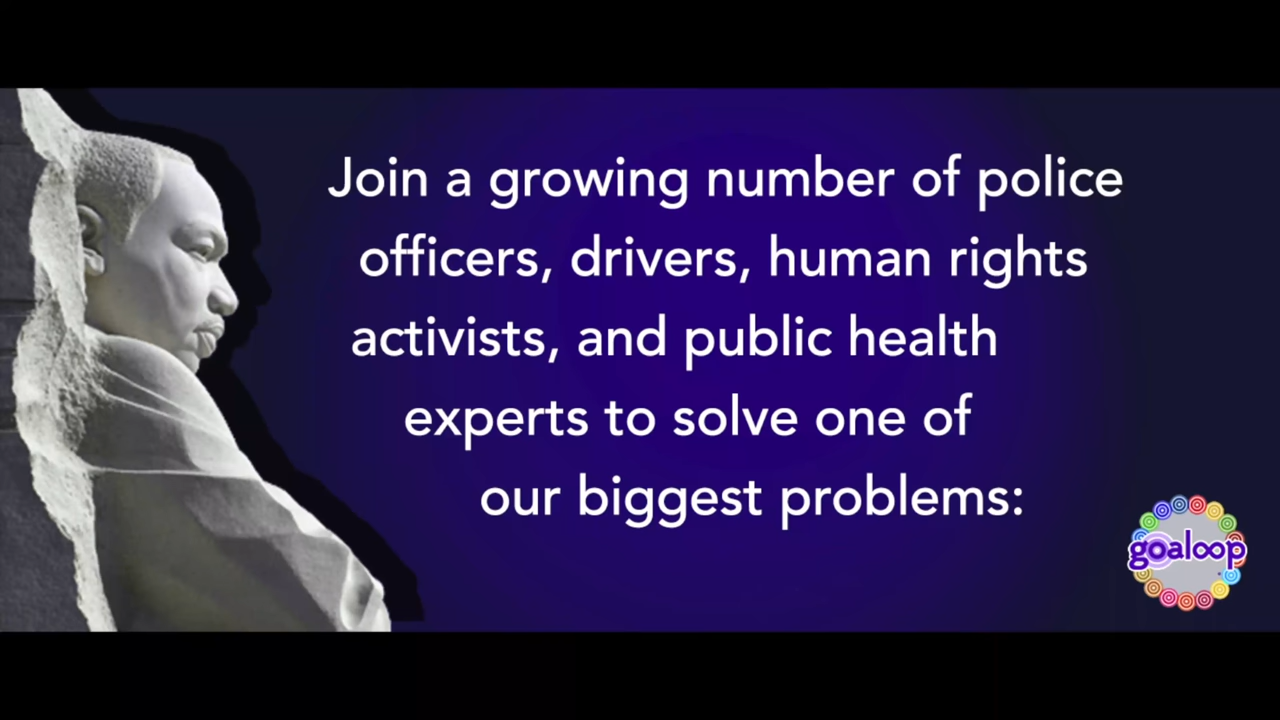 Join a growing number of police
officers, drivers, human rights
activists, and public health
experts to solve one of
our biggest problems:
goaloop